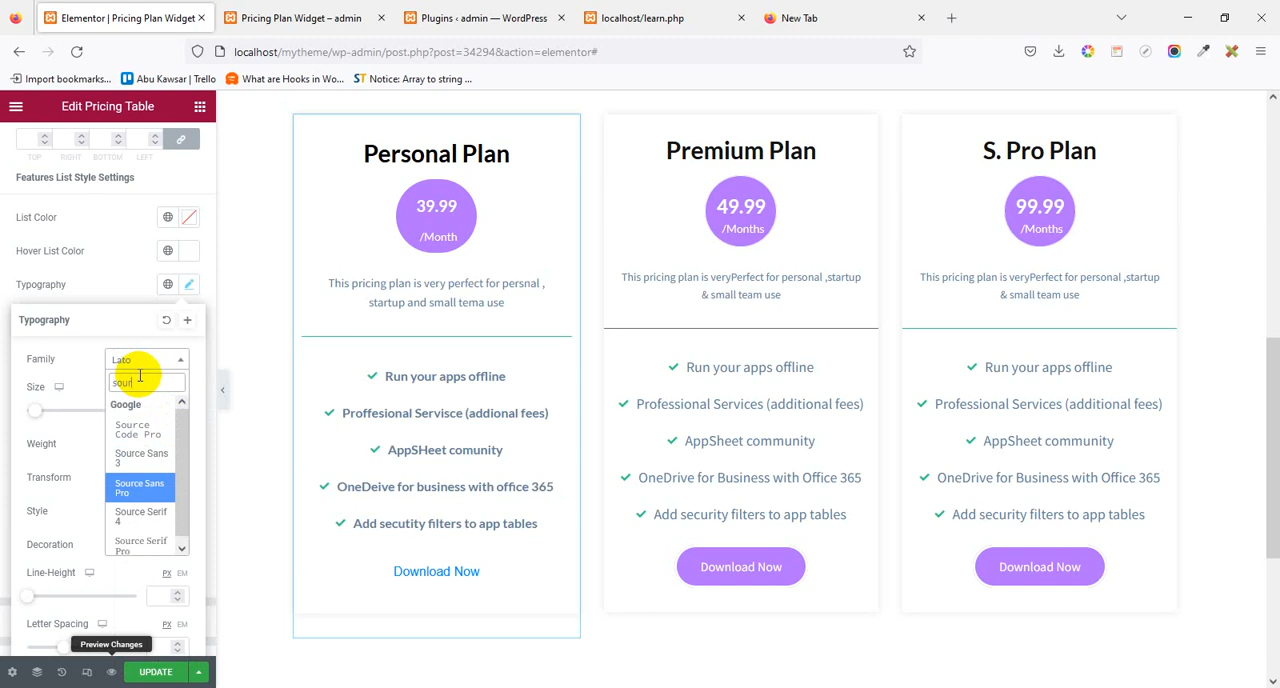 Elementor | Pricing Plan Widget
Pricing Plan Widget – admin
Plugins ‹ admin — WordPress
localhost/learn.php
New Tab
localhost/mytheme/wp-admin/post.php?post=34294&action=elementor#
Import bookmarks...
Abu Kawsar | Trello
What are Hooks in Wo...
Notice: Array to string ...
Edit Pricing Table
TOP RIGHT BOTTOM LEFT
Features List Style Settings
List Color
Hover List Color
Typography
Typography
Family
Lato
Size
sour
Google
Source
Code Pro
Source Sans
3
Weight
Transform
Source Sans
Pro
Style
Source Serif
4
Decoration
Source Serif
Pro
Line-Height
PX EM
Letter Spacing
PX EM
Preview Changes
UPDATE
Personal Plan
39.99
/Month
This pricing plan is very perfect for persnal ,
startup and small tema use
Run your apps offline
Proffesional Servisce (addional fees)
AppSHeet comunity
OneDeive for business with office 365
Add secutity filters to app tables
Download Now
Premium Plan
49.99
/Months
This pricing plan is veryPerfect for personal ,startup
& small team use
Run your apps offline
Professional Services (additional fees)
AppSheet community
OneDrive for Business with Office 365
Add security filters to app tables
Download Now
S. Pro Plan
99.99
/Months
This pricing plan is veryPerfect for personal ,startup
& small team use
Run your apps offline
Professional Services (additional fees)
AppSheet community
OneDrive for Business with Office 365
Add security filters to app tables
Download Now